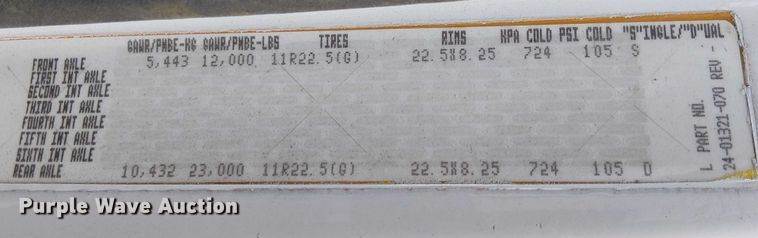 GAWR/PNBE-KG GAWR/PNBE-LBS TIRES RIMS KPA COLD PSI COLD "S"INGLE/"D"UAL
FRONT AXLE 5,443 12,000 11R22.5(G) 22.5X8.25 724 105 S
FIRST INT AXLE
SECOND INT AXLE
THIRD INT AXLE
FOURTH INT AXLE
FIFTH INT AXLE
SIXTH INT AXLE
REAR AXLE 10,432 23,000 11R22.5(G) 22.5X8.25 724 105 D
L PART NO.
24-01321-070 REV -
Purple Wave Auction